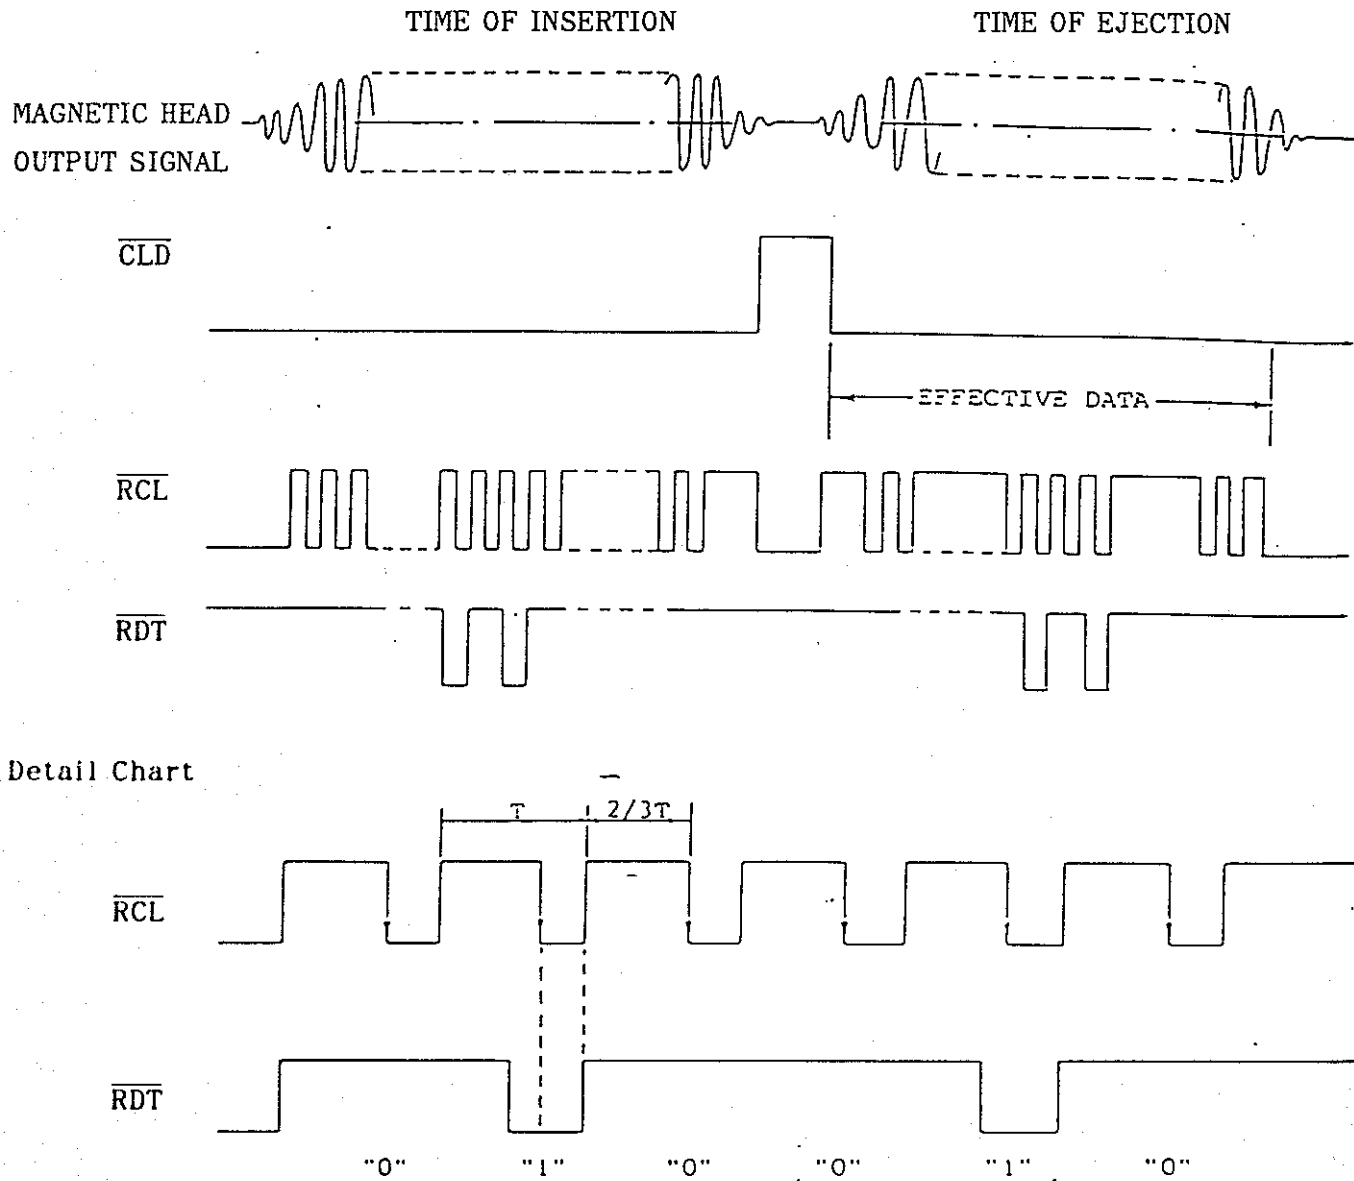 TIME OF INSERTION TIME OF EJECTION
MAGNETIC HEAD
OUTPUT SIGNAL
CLD
EFFECTIVE DATA
RCL
RDT
Detail Chart
T 2/3T
RCL
RDT
"0" "1" "0" "0" "1" "0"